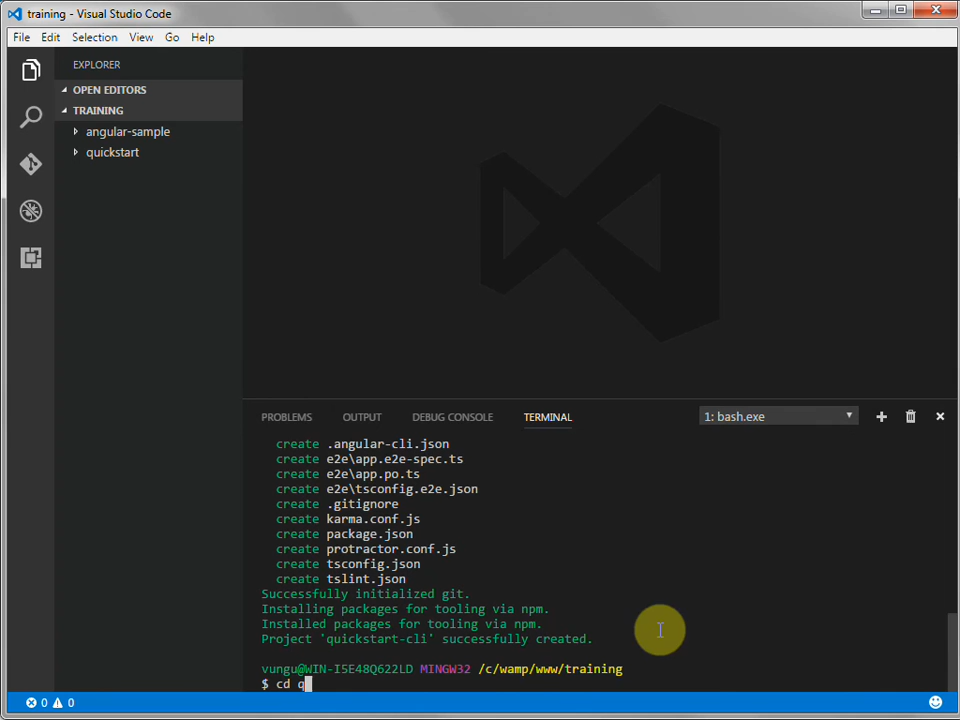 training - Visual Studio Code
File Edit Selection View Go Help
EXPLORER
OPEN EDITORS
TRAINING
angular-sample
quickstart
PROBLEMS OUTPUT DEBUG CONSOLE TERMINAL 1: bash.exe
create .angular-cli.json
create e2e\app.e2e-spec.ts
create e2e\app.po.ts
create e2e\tsconfig.e2e.json
create .gitignore
create karma.conf.js
create package.json
create protractor.conf.js
create tsconfig.json
create tslint.json
Successfully initialized git.
Installing packages for tooling via npm.
Installed packages for tooling via npm.
Project 'quickstart-cli' successfully created.
vungu@WIN-I5E48Q622LD MINGW32 /c/wamp/www/training
$ cd q
0 0